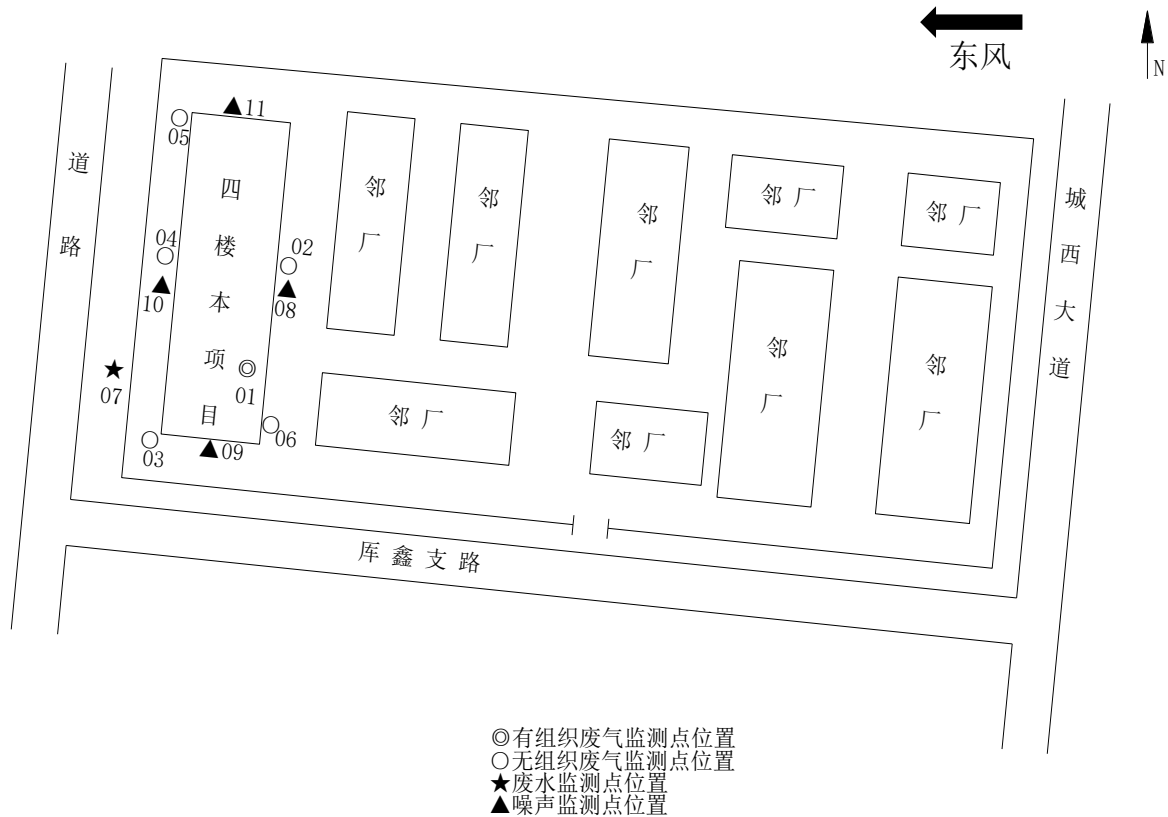 东风
N
11
05
道路
四楼本项目
邻厂
邻厂
邻厂
邻厂
邻厂
城西大道
04
02
10
08
邻厂
邻厂
07
01
邻厂
邻厂
06
03
09
厍鑫支路
◎有组织废气监测点位置
○无组织废气监测点位置
★废水监测点位置
▲噪声监测点位置